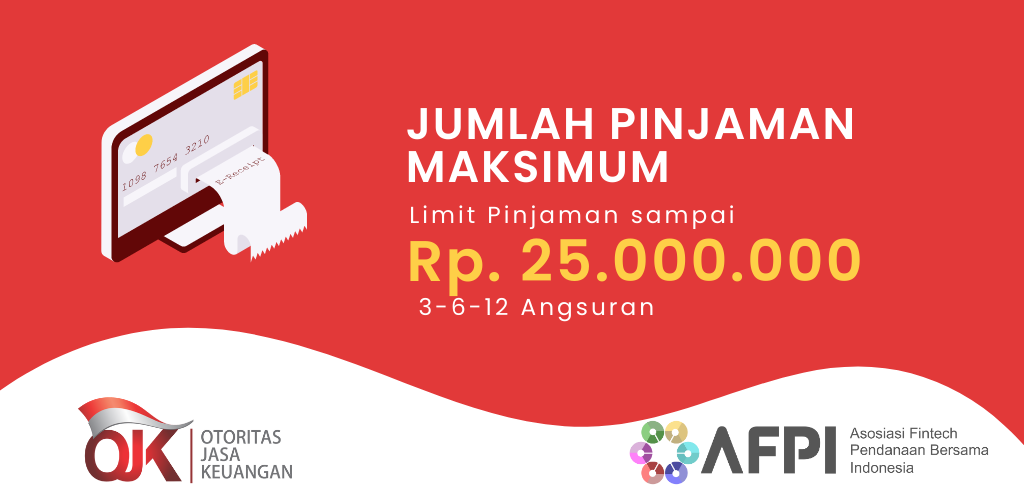 1098 7654 3210
E-Receipt
JUMLAH PINJAMAN
MAKSIMUM
Limit Pinjaman sampai
Rp. 25.000.000
3-6-12 Angsuran
OJK
OTORITAS
JASA
KEUANGAN
AFPI
Asosiasi Fintech
Pendanaan Bersama
Indonesia